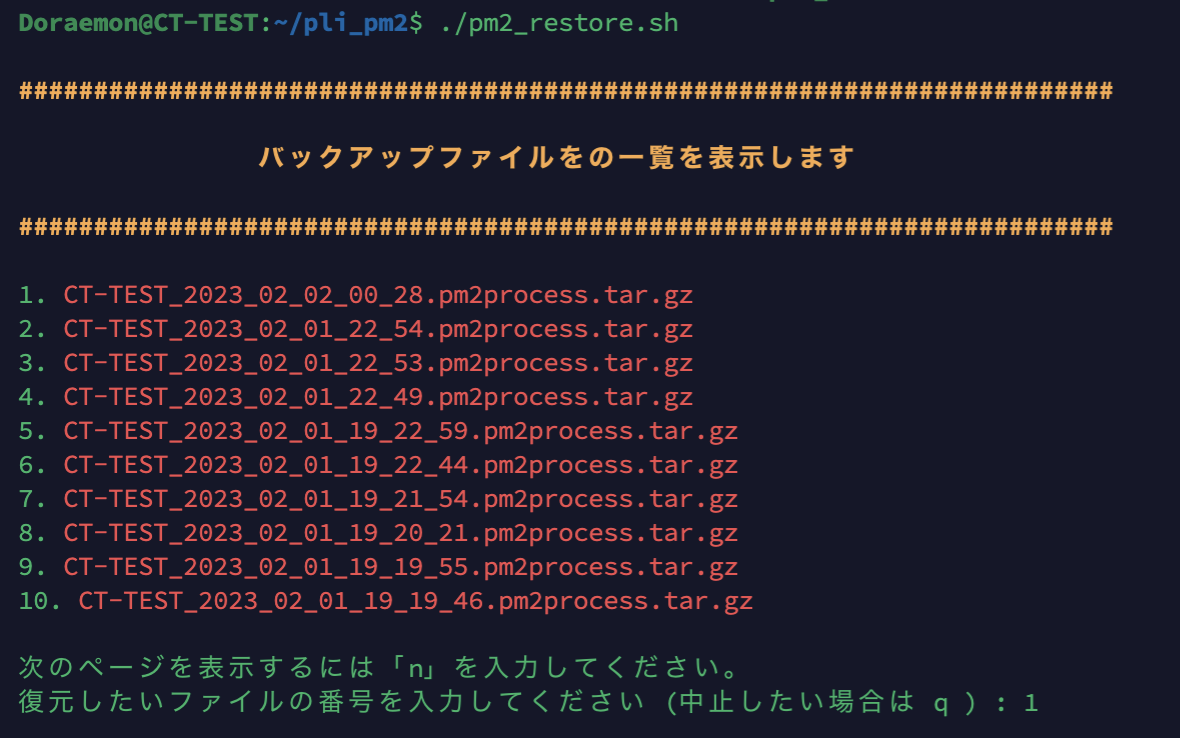 Doraemon@CT-TEST:~/pli_pm2$ ./pm2_restore.sh
#########################################################################
バックアップファイルをの一覧を表示します
#########################################################################
1. CT-TEST_2023_02_02_00_28.pm2process.tar.gz
2. CT-TEST_2023_02_01_22_54.pm2process.tar.gz
3. CT-TEST_2023_02_01_22_53.pm2process.tar.gz
4. CT-TEST_2023_02_01_22_49.pm2process.tar.gz
5. CT-TEST_2023_02_01_19_22_59.pm2process.tar.gz
6. CT-TEST_2023_02_01_19_22_44.pm2process.tar.gz
7. CT-TEST_2023_02_01_19_21_54.pm2process.tar.gz
8. CT-TEST_2023_02_01_19_20_21.pm2process.tar.gz
9. CT-TEST_2023_02_01_19_19_55.pm2process.tar.gz
10. CT-TEST_2023_02_01_19_19_46.pm2process.tar.gz
次のページを表示するには「n」を入力してください。
復元したいファイルの番号を入力してください (中止したい場合は q ) : 1